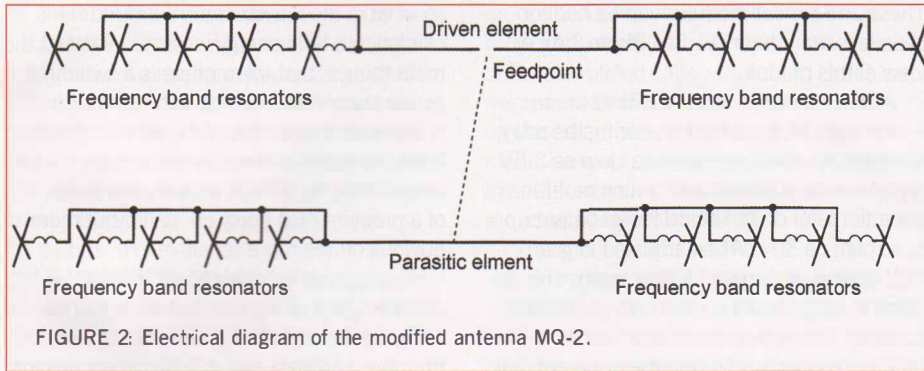 Driven element
Feedpoint
Frequency band resonators
Frequency band resonators
Parasitic elment
Frequency band resonators
Frequency band resonators
FIGURE 2: Electrical diagram of the modified antenna MQ-2.